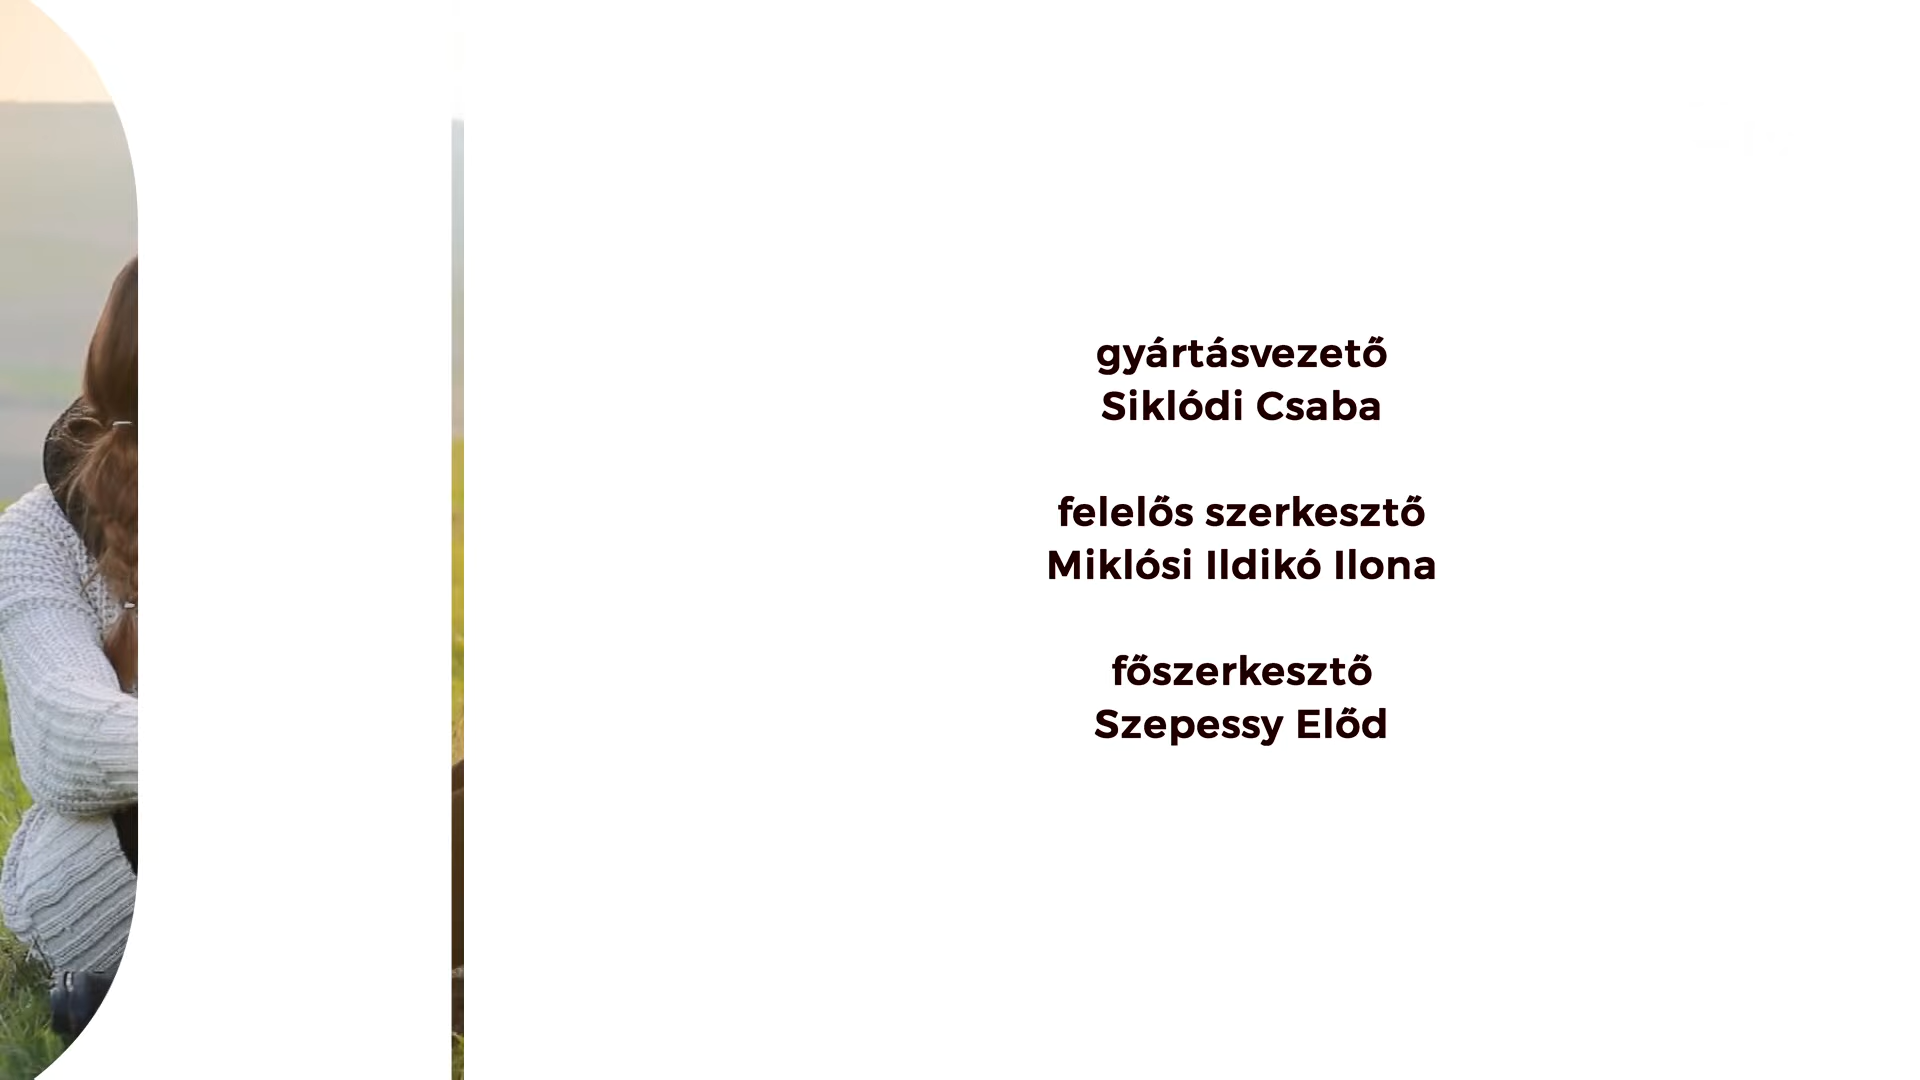 gyártásvezető
Siklódi Csaba
felelős szerkesztő
Miklósi Ildikó Ilona
főszerkesztő
Szepessy Előd